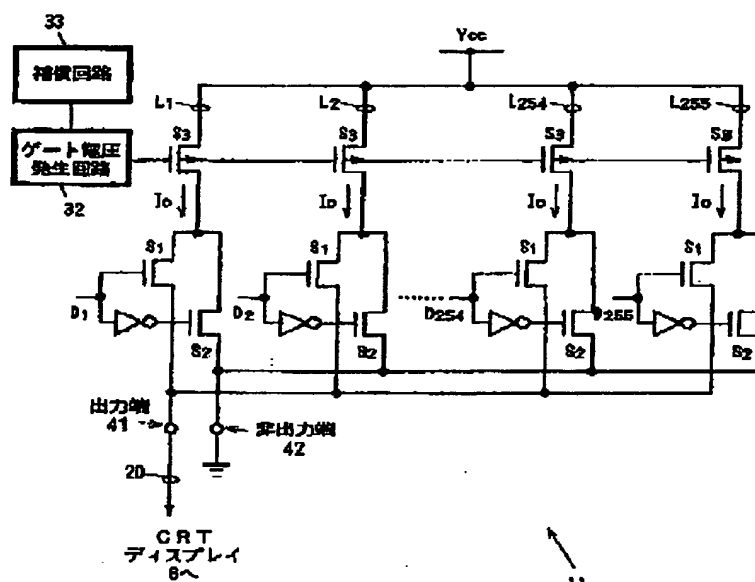 33
補償回路
ゲート電圧
発生回路
32
Vcc
L1
L2
L254
L255
S3
S3
S3
S3
Io
Io
Io
Io
S1
S1
S1
S1
D1
D2
D254
D255
S2
S2
S2
S2
出力端
41
非出力端
42
20
CRT
ディスプレイ
6へ